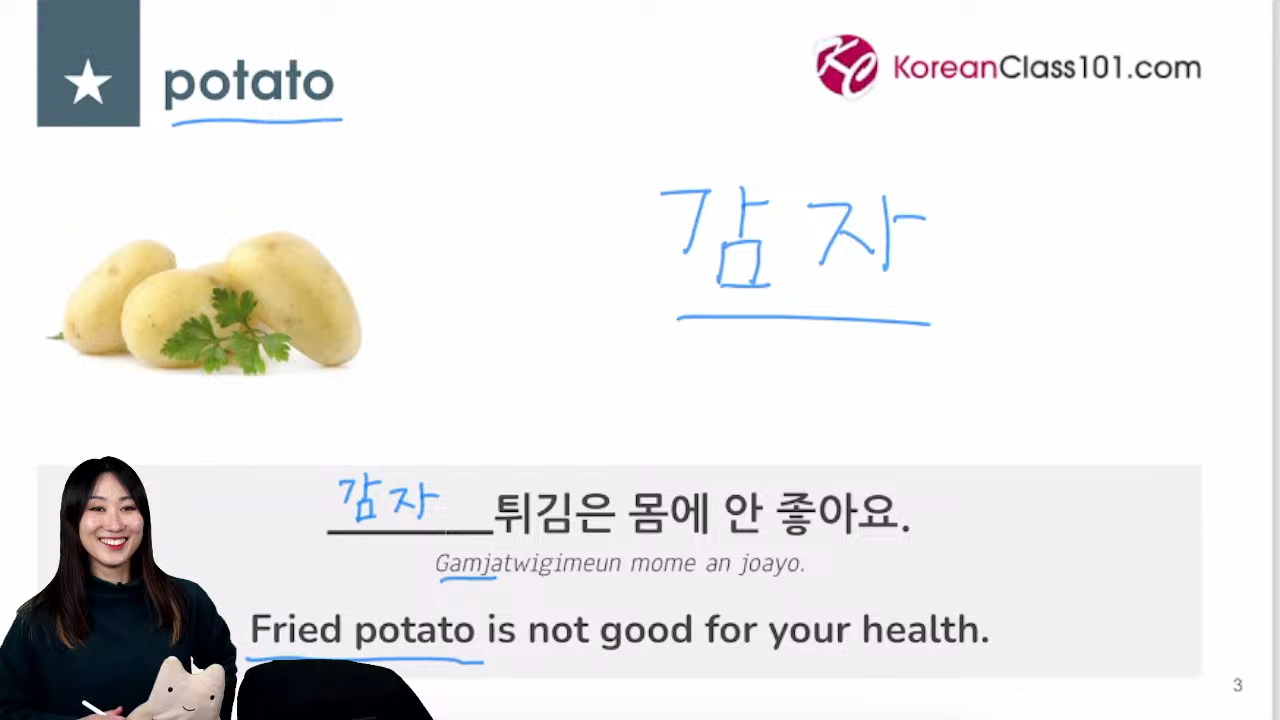 potato
KoreanClass101.com
감자
감자튀김은 몸에 안 좋아요.
Gamjatwigimeun mome an joayo.
Fried potato is not good for your health.
3